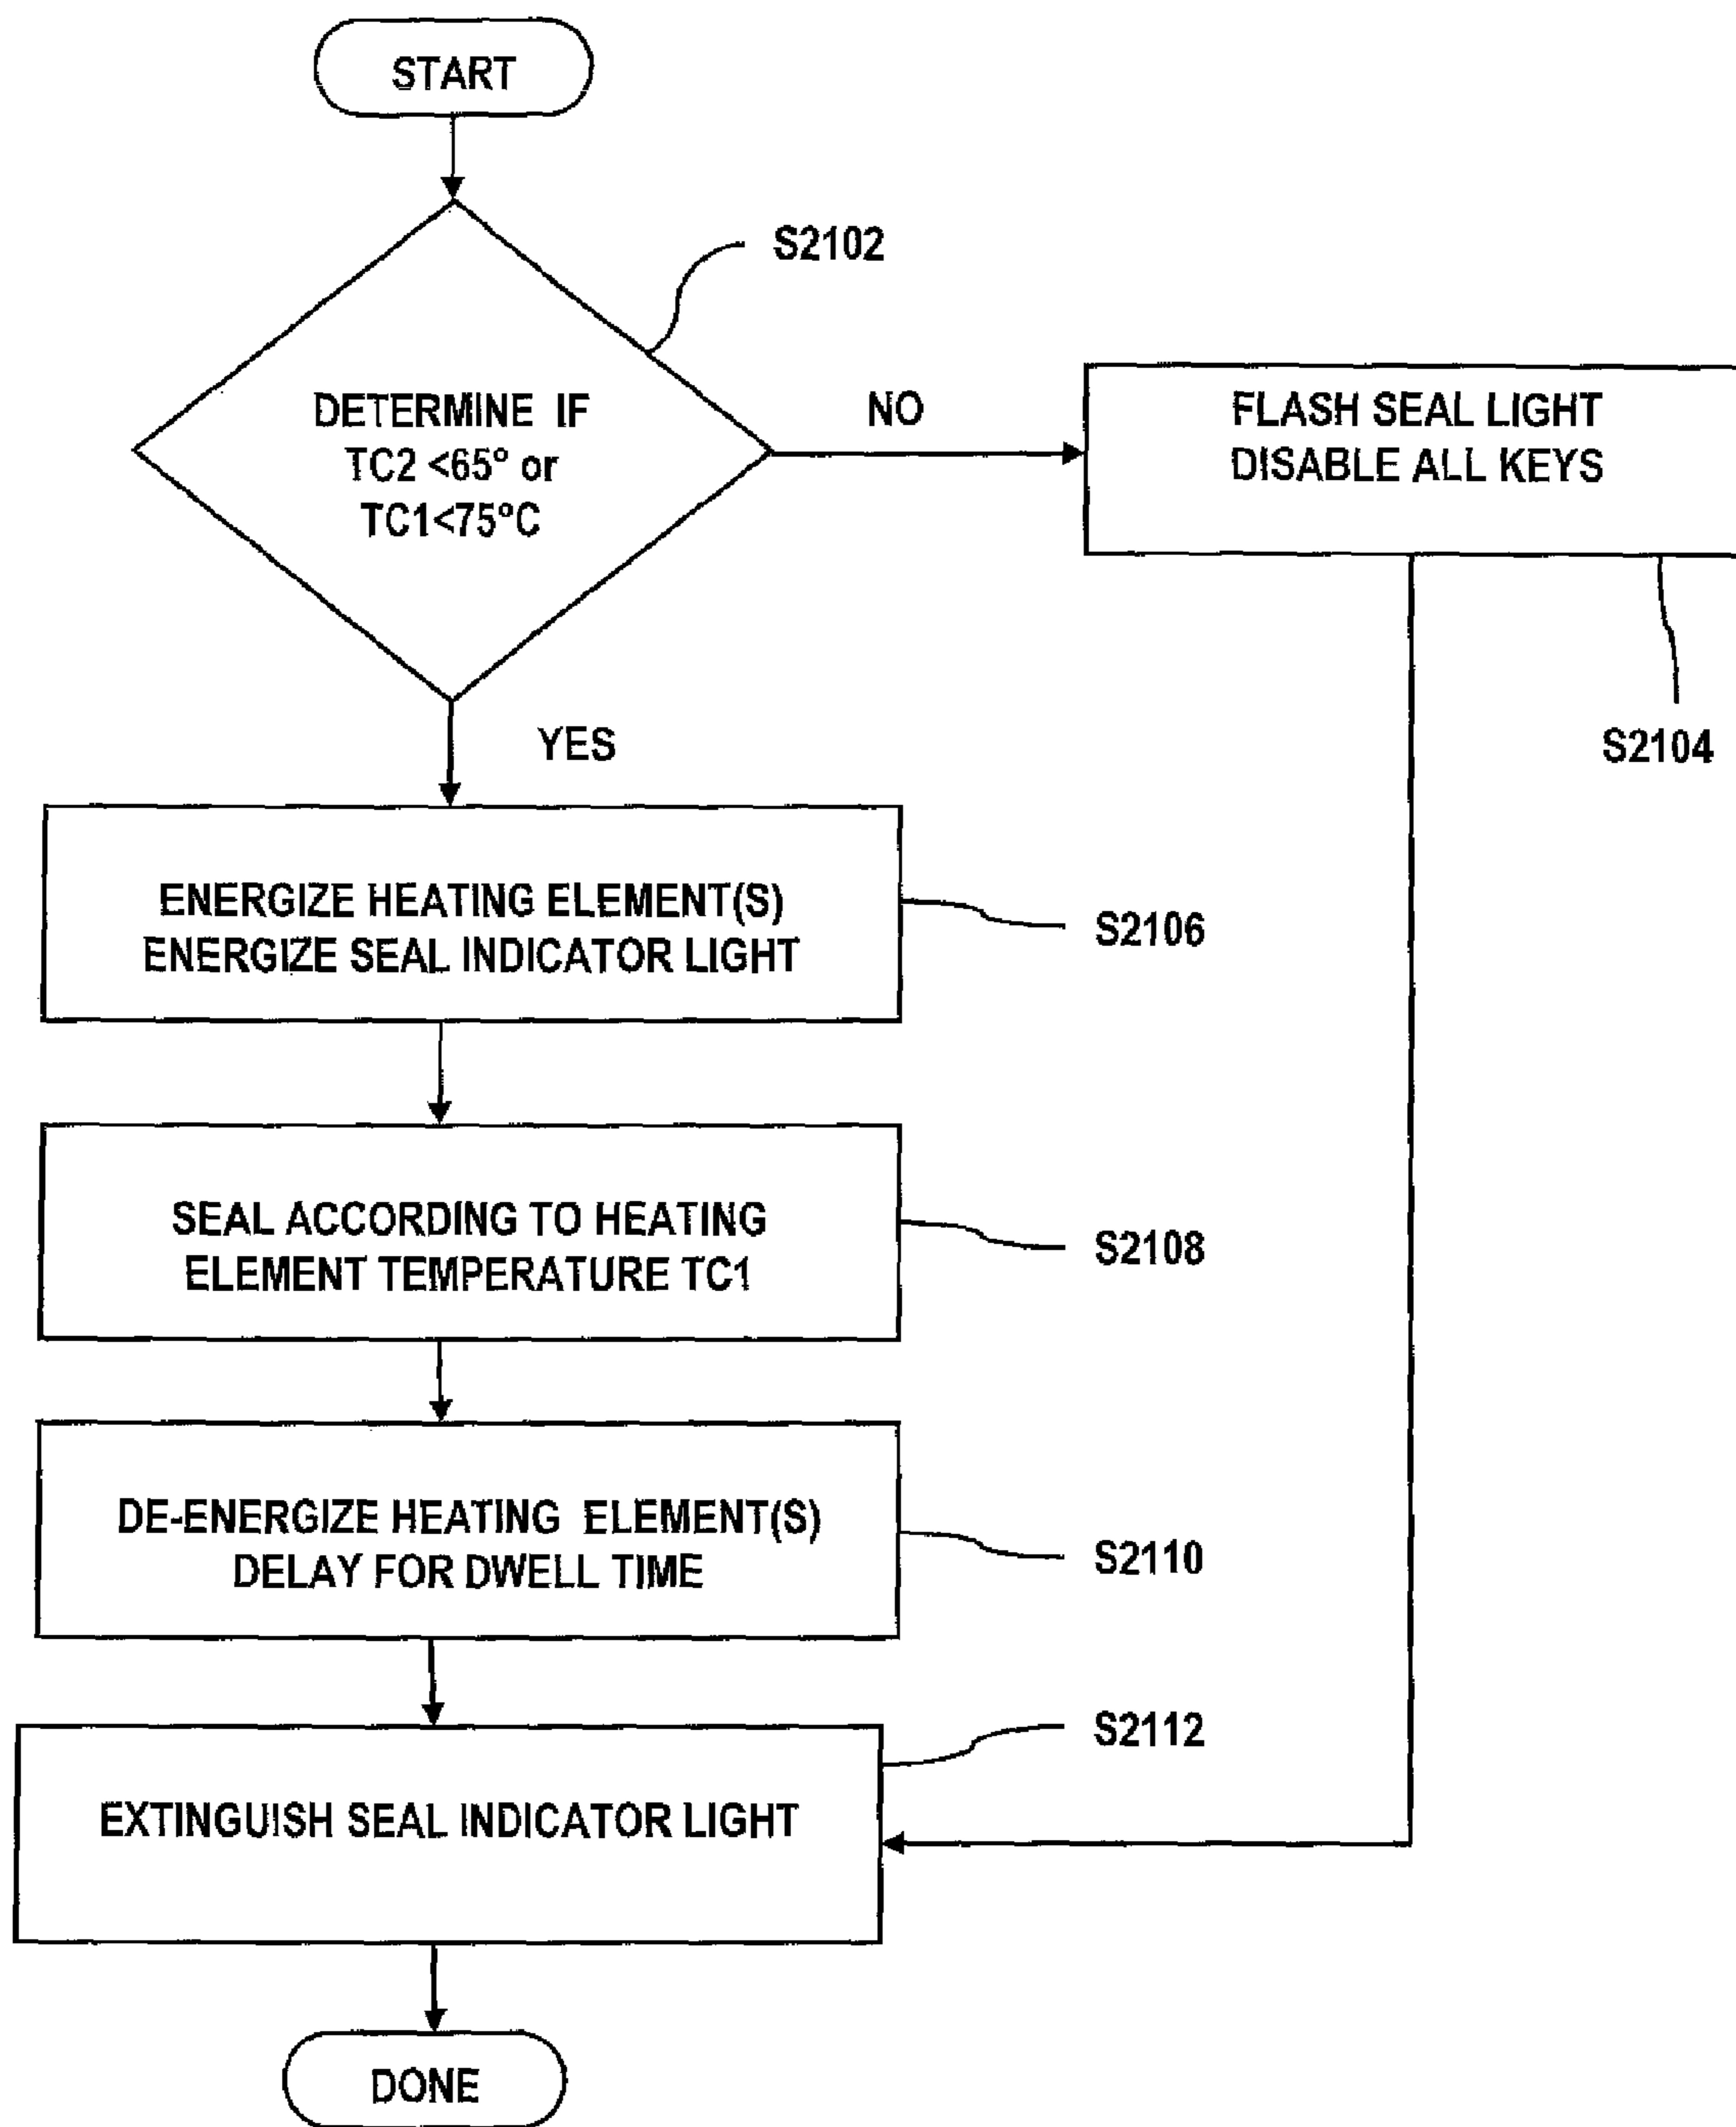 START
S2102
DETERMINE IF
TC2 <65° or
TC1<75°C
NO
FLASH SEAL LIGHT
DISABLE ALL KEYS
S2104
YES
ENERGIZE HEATING ELEMENT(S)
ENERGIZE SEAL INDICATOR LIGHT
S2106
SEAL ACCORDING TO HEATING
ELEMENT TEMPERATURE TC1
S2108
DE-ENERGIZE HEATING ELEMENT(S)
DELAY FOR DWELL TIME
S2110
S2112
EXTINGUISH SEAL INDICATOR LIGHT
DONE